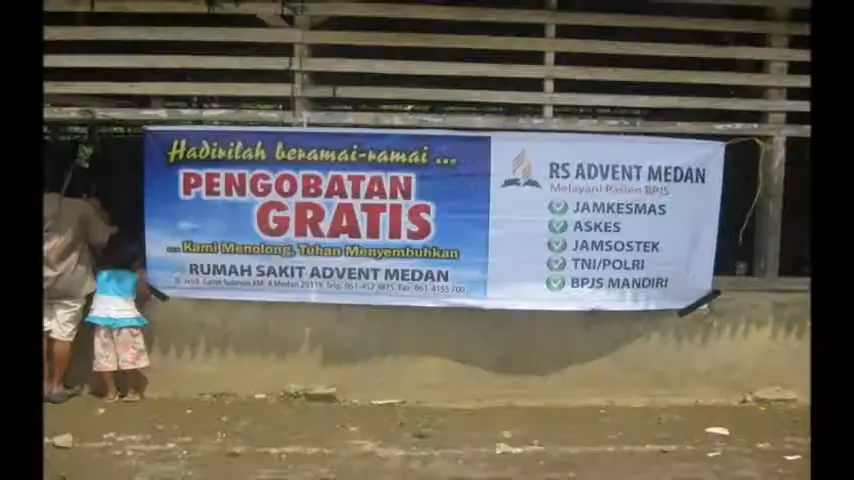 Hadirilah beramai-ramai ...
PENGOBATAN
GRATIS
... Kami Menolong, Tuhan Menyembuhkan
RUMAH SAKIT ADVENT MEDAN
RS ADVENT MEDAN
Melayani Pasien BPJS
JAMKESMAS
ASKES
JAMSOSTEK
TNI/POLRI
BPJS MANDIRI